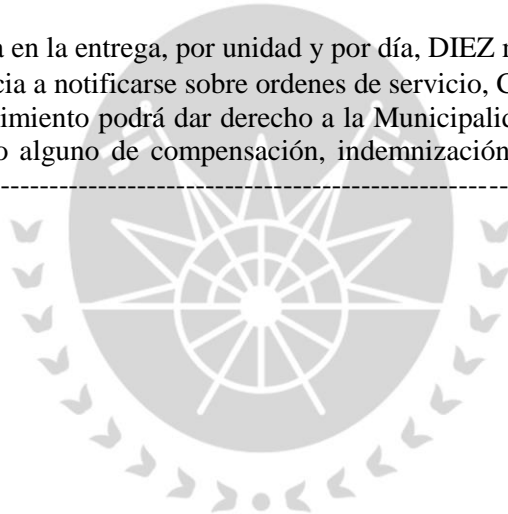 a en la entrega, por unidad y por día, DIEZ
cia a notificarse sobre ordenes de servicio,
imiento podrá dar derecho a la Municipali
o alguno de compensación, indemnización
----------------------------------------------------